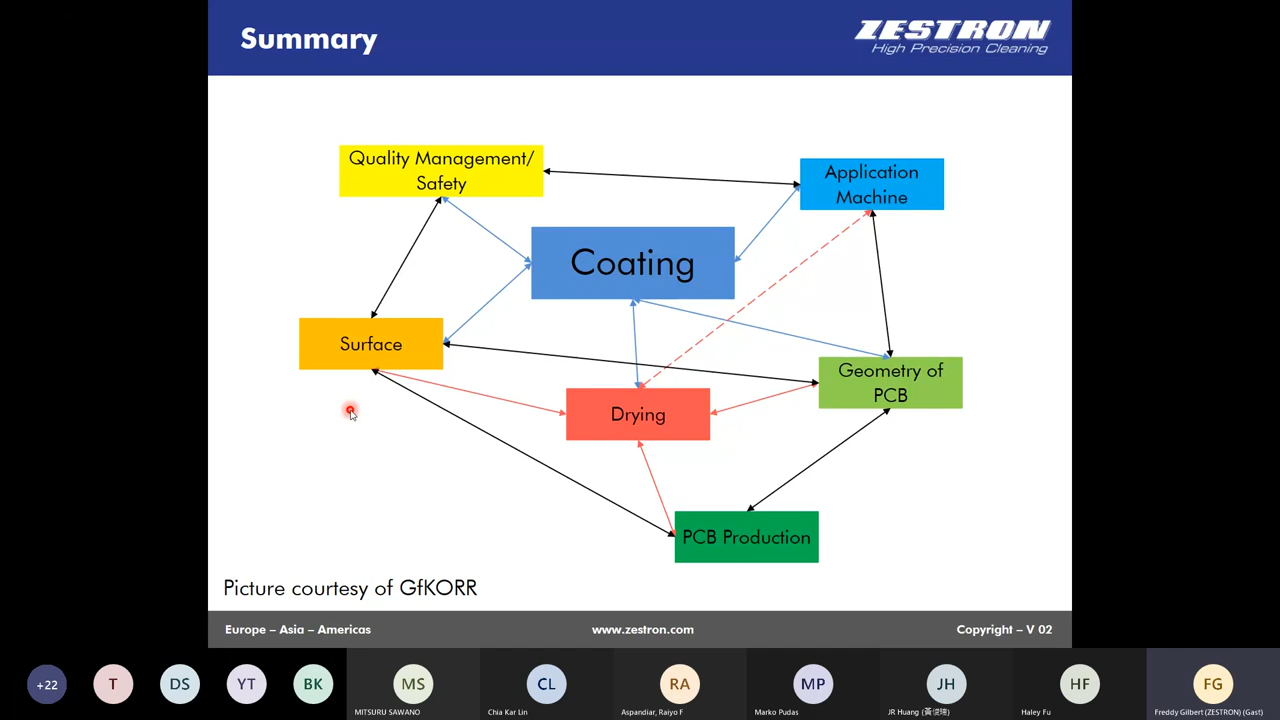 Summary
ZESTRON
High Precision Cleaning
Quality Management/
Safety
Application
Machine
Coating
Surface
Geometry of
PCB
Drying
PCB Production
Picture courtesy of GfKORR
Europe – Asia – Americas
www.zestron.com
Copyright – V 02
+22
T
DS
YT
BK
MS
MITSURU SAWANO
CL
Chia Kar Lin
RA
Aspandiar, Raiyo F
MP
Marko Pudas
JH
JR Huang
HF
Haley Fu
FG
Freddy Gilbert (ZESTRON) (Gast)